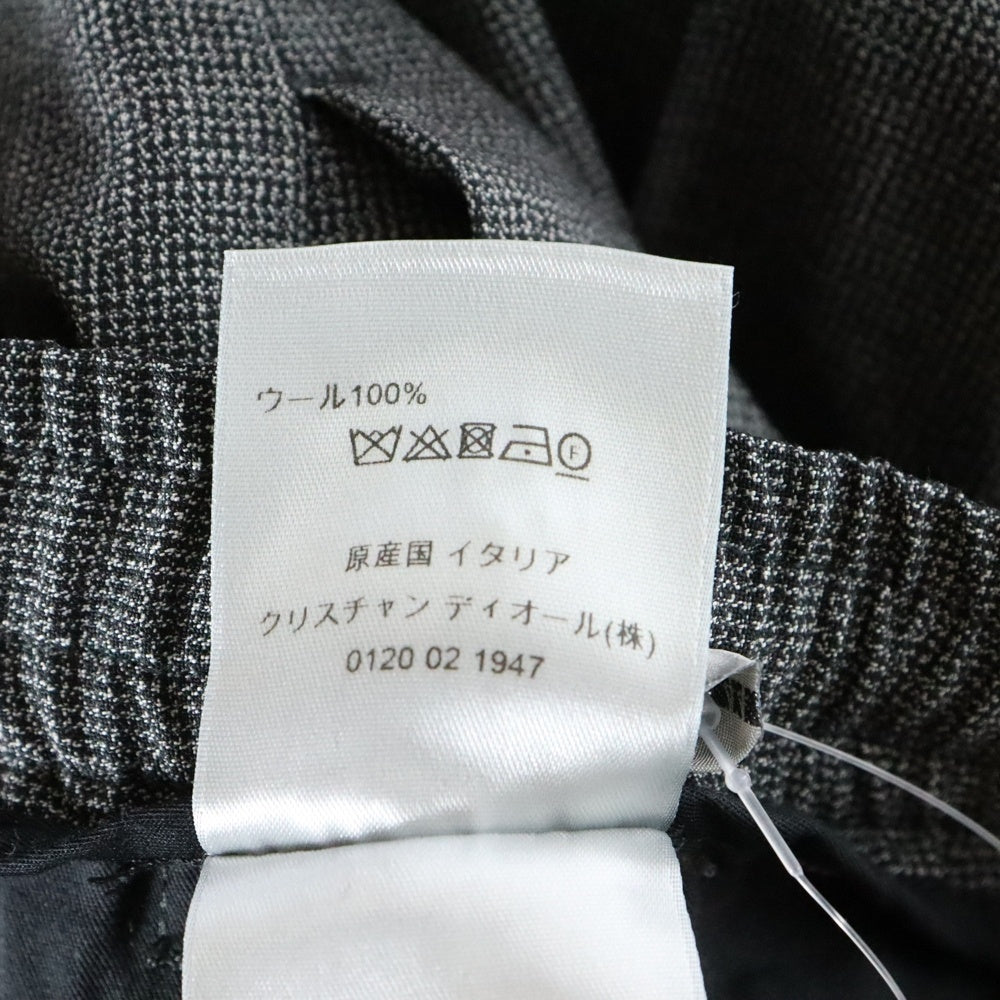 ウール100%
F
原産国 イタリア
クリスチャン ディオール(株)
0120 02 1947